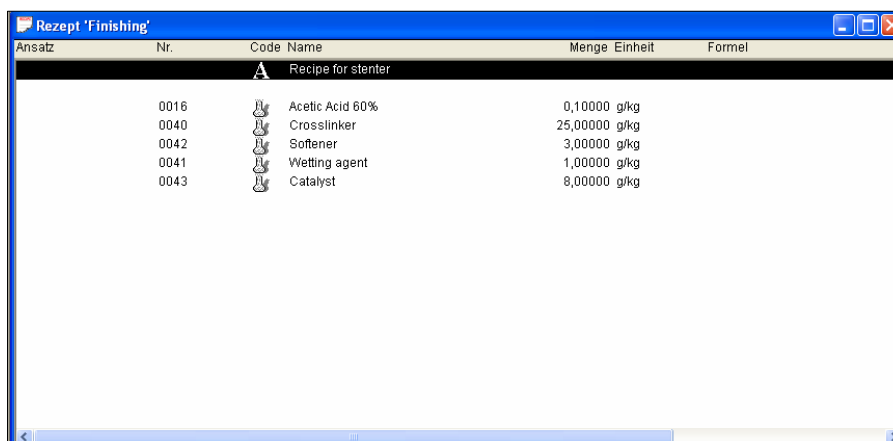 Rezept 'Finishing'
Ansatz Nr. Code Name Menge Einheit Formel
A Recipe for stenter
0016 Acetic Acid 60% 0,10000 g/kg
0040 Crosslinker 25,00000 g/kg
0042 Softener 3,00000 g/kg
0041 Wetting agent 1,00000 g/kg
0043 Catalyst 8,00000 g/kg